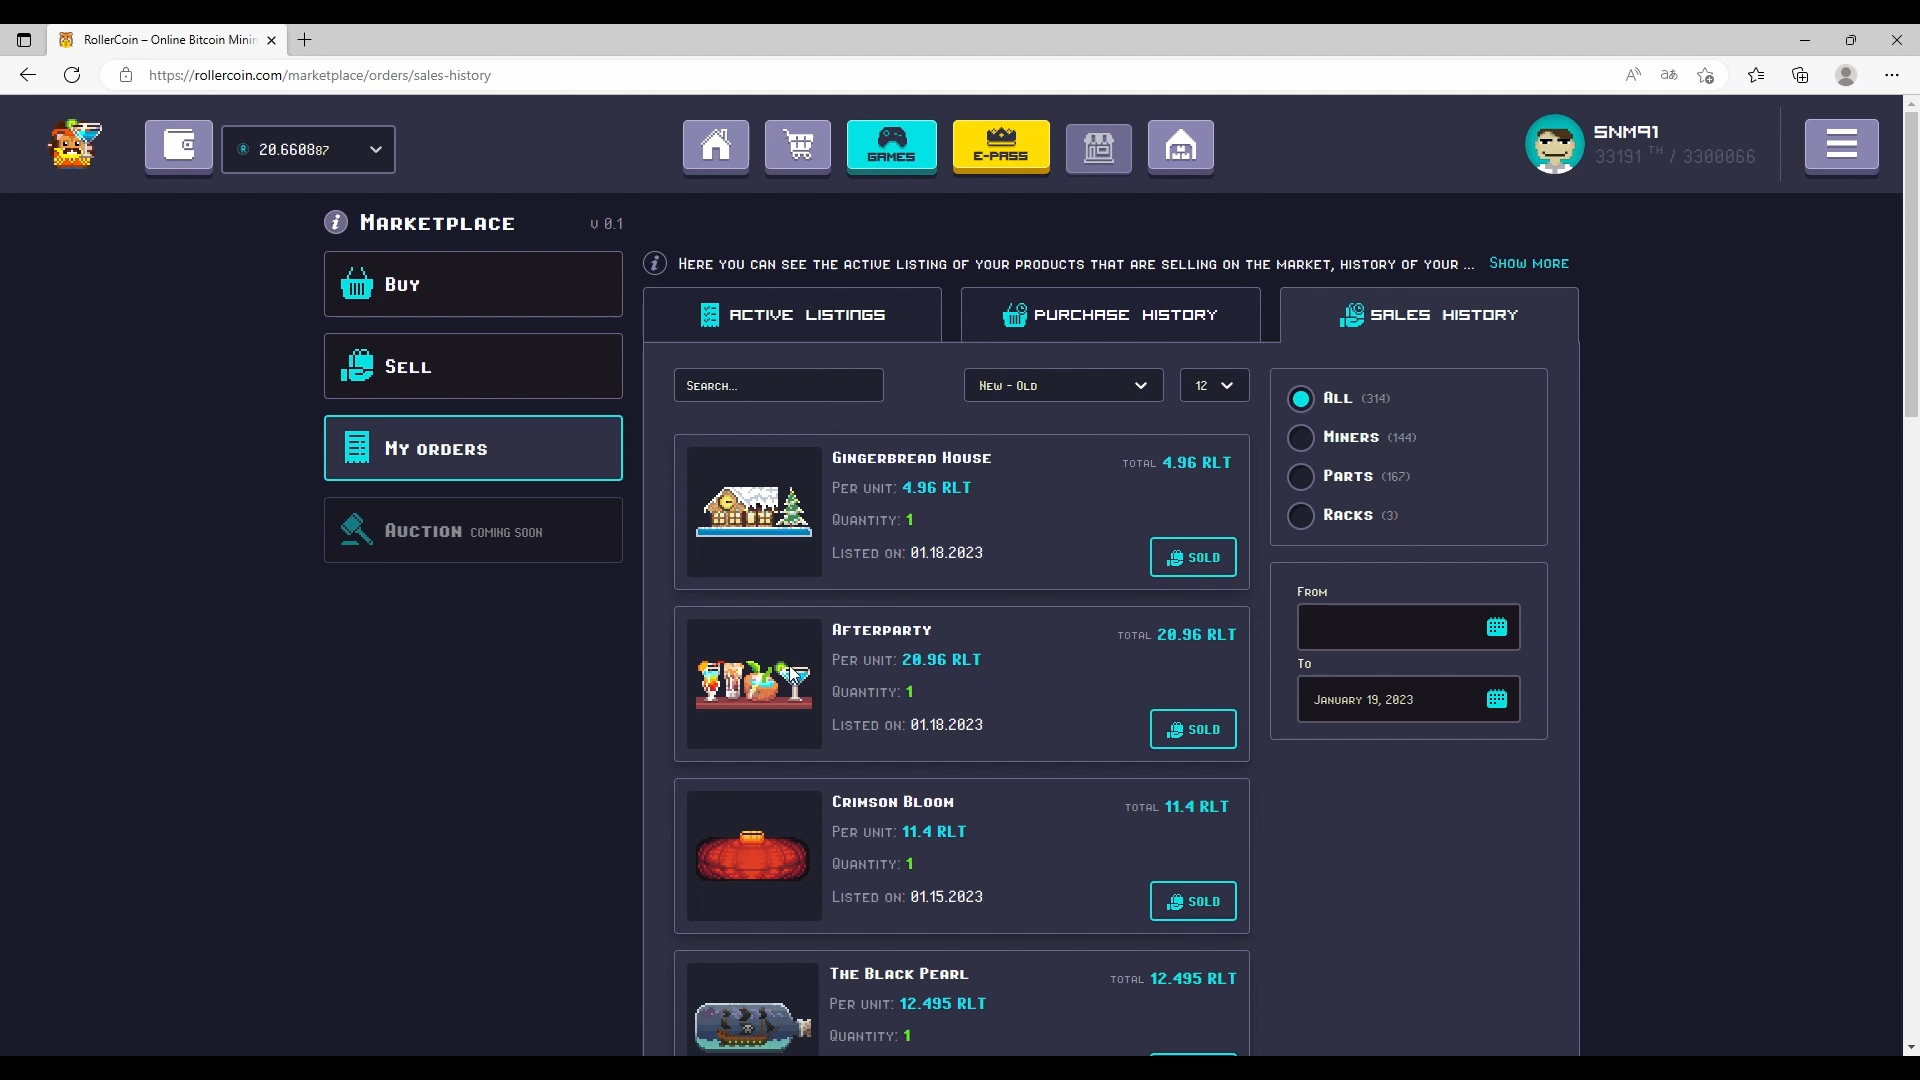 RollerCoin – Online Bitcoin Minin
https://rollercoin.com/marketplace/orders/sales-history
20.660887
GAMES
E-PASS
SNM91
33191 TH / 3300066
Marketplace
v 0.1
Buy
Sell
My orders
Auction coming soon
Here you can see the active listing of your products that are selling on the market, history of your ... Show more
Active listings
Purchase history
Sales history
Search...
New - Old
12
All (314)
Miners (144)
Parts (167)
Racks (3)
From
To
January 19, 2023
Gingerbread House
Total 4.96 RLT
Per unit: 4.96 RLT
Quantity: 1
Listed on: 01.18.2023
Sold
Afterparty
Total 20.96 RLT
Per unit: 20.96 RLT
Quantity: 1
Listed on: 01.18.2023
Sold
Crimson Bloom
Total 11.4 RLT
Per unit: 11.4 RLT
Quantity: 1
Listed on: 01.15.2023
Sold
The Black Pearl
Total 12.495 RLT
Per unit: 12.495 RLT
Quantity: 1